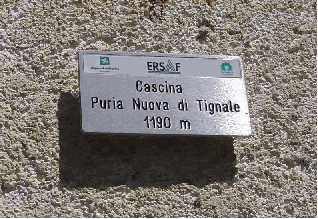 ERSAF
Cascina
Puria Nuova di Tignale
1190 m